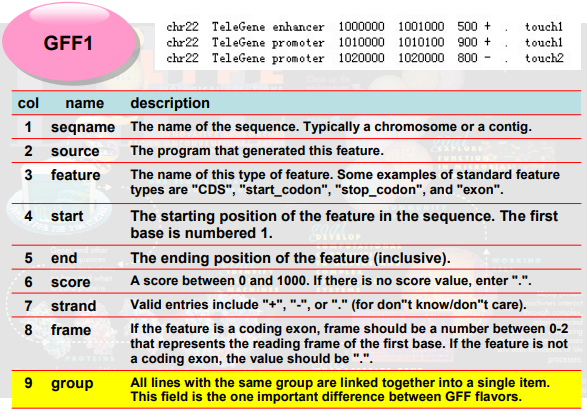 GFF1
chr22 TeleGene enhancer 1000000 1001000 500 + . touch1
chr22 TeleGene promoter 1010000 1010100 900 + . touch1
chr22 TeleGene promoter 1020000 1020000 800 - . touch2
col name description
1 seqname The name of the sequence. Typically a chromosome or a contig.
2 source The program that generated this feature.
3 feature The name of this type of feature. Some examples of standard feature
types are "CDS", "start_codon", "stop_codon", and "exon".
4 start The starting position of the feature in the sequence. The first
base is numbered 1.
5 end The ending position of the feature (inclusive).
6 score A score between 0 and 1000. If there is no score value, enter ".".
7 strand Valid entries include "+", "-", or "." (for don"t know/don"t care).
8 frame If the feature is a coding exon, frame should be a number between 0-2
that represents the reading frame of the first base. If the feature is not
a coding exon, the value should be ".".
9 group All lines with the same group are linked together into a single item.
This field is the one important difference between GFF flavors.